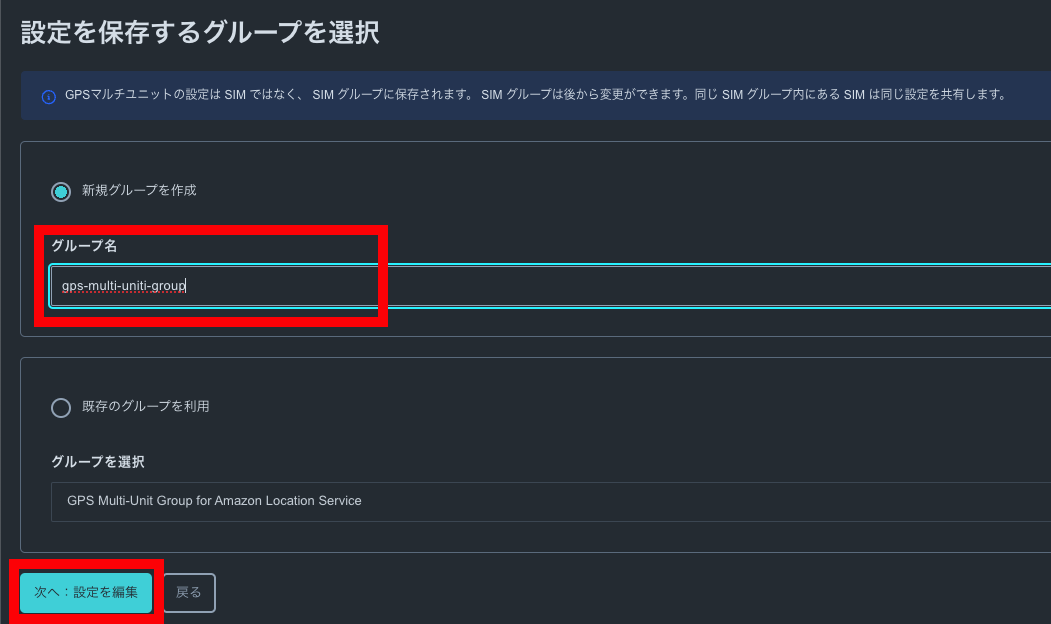 設定を保存するグループを選択
GPSマルチユニットの設定は SIM ではなく、 SIM グループに保存されます。 SIM グループは後から変更ができます。同じ SIM グループ内にある SIM は同じ設定を共有します。
新規グループを作成
グループ名
gps-multi-uniti-group
既存のグループを利用
グループを選択
GPS Multi-Unit Group for Amazon Location Service
次へ：設定を編集
戻る